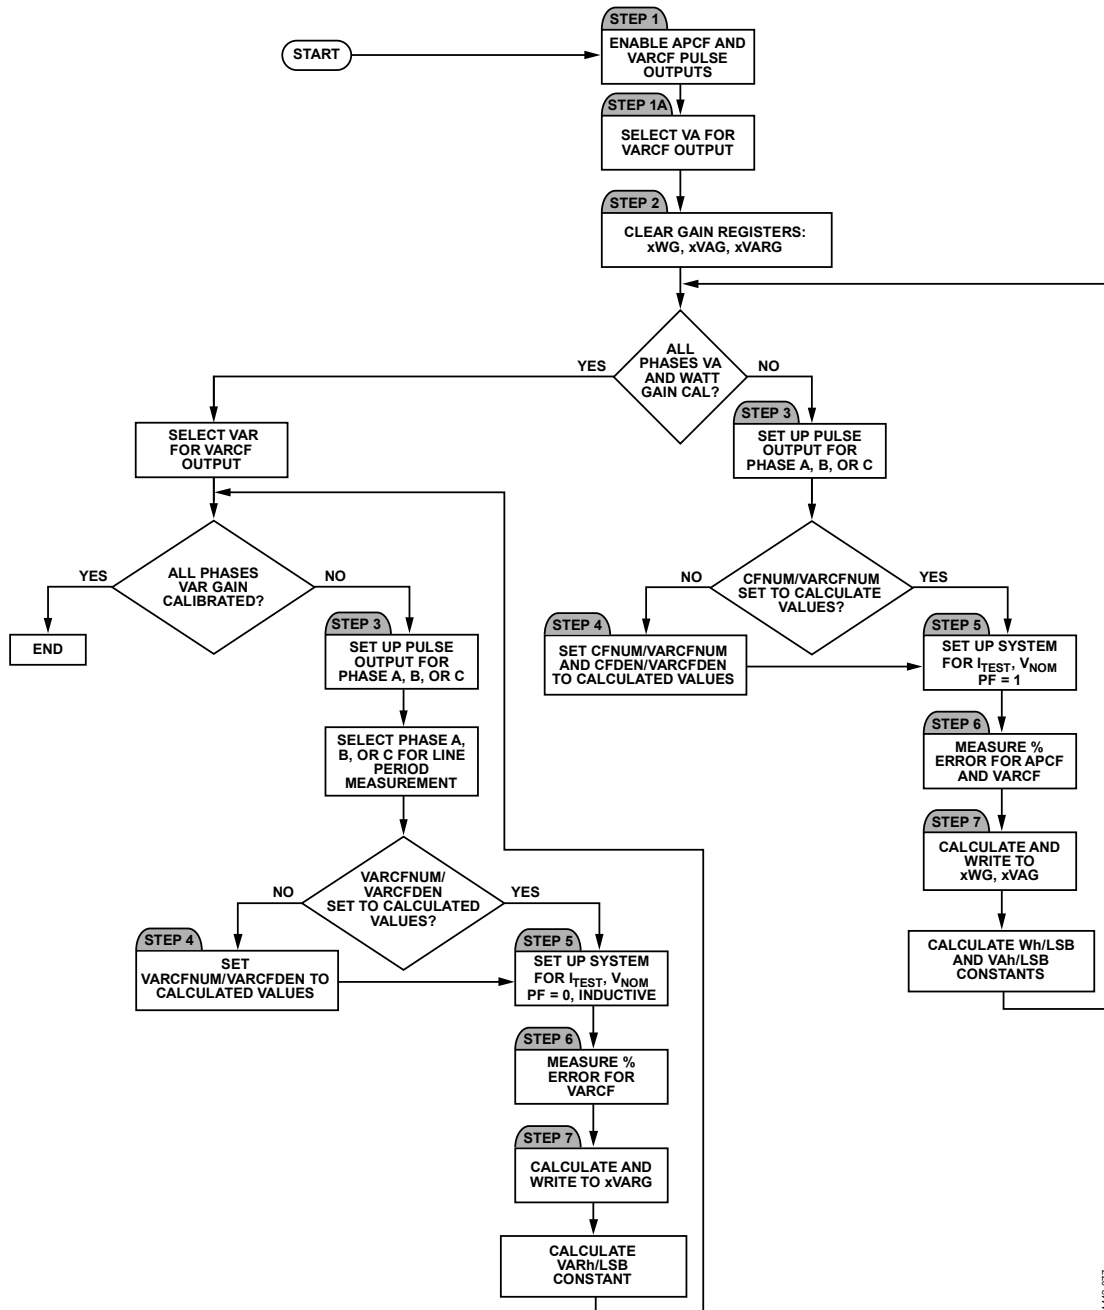 STEP 1
START
ENABLE APCF AND
VARCF PULSE
OUTPUTS
STEP 1A
SELECT VA FOR
VARCF OUTPUT
STEP 2
CLEAR GAIN REGISTERS:
xWG, xVAG, xVARG
ALL
PHASES VA
AND WATT
GAIN CAL?
YES
NO
SELECT VAR
FOR VARCF
OUTPUT
STEP 3
SET UP PULSE
OUTPUT FOR
PHASE A, B, OR C
ALL PHASES
VAR GAIN
CALIBRATED?
YES
NO
END
CFNUM/VARCFNUM
SET TO CALCULATE
VALUES?
NO
YES
STEP 3
SET UP PULSE
OUTPUT FOR
PHASE A, B, OR C
STEP 4
SET CFNUM/VARCFNUM
AND CFDEN/VARCFDEN
TO CALCULATED VALUES
STEP 5
SET UP SYSTEM
FOR ITEST, VNOM
PF = 1
SELECT PHASE A,
B, OR C FOR LINE
PERIOD
MEASUREMENT
STEP 6
MEASURE %
ERROR FOR APCF
AND VARCF
STEP 7
CALCULATE AND
WRITE TO
xWG, xVAG
VARCFNUM/
VARCFDEN
SET TO CALCULATED
VALUES?
NO
YES
STEP 4
SET
VARCFNUM/VARCFDEN TO
CALCULATED VALUES
STEP 5
SET UP SYSTEM
FOR ITEST, VNOM
PF = 0, INDUCTIVE
CALCULATE Wh/LSB
AND VAh/LSB
CONSTANTS
STEP 6
MEASURE %
ERROR FOR
VARCF
STEP 7
CALCULATE AND
WRITE TO xVARG
CALCULATE
VARh/LSB
CONSTANT